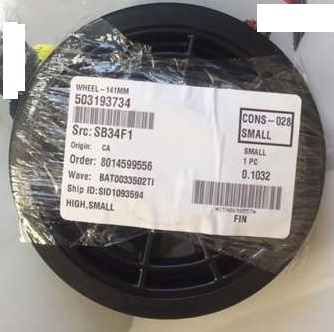 WHEEL-141MM
503193734
Src: SB34F1
Origin: CA
Order: 8014599556
Wave: BAT0033502TI
Ship ID: SID1093594
HIGH, SMALL
CONS-028
SMALL
SMALL
1 PC
0.1032
FIN